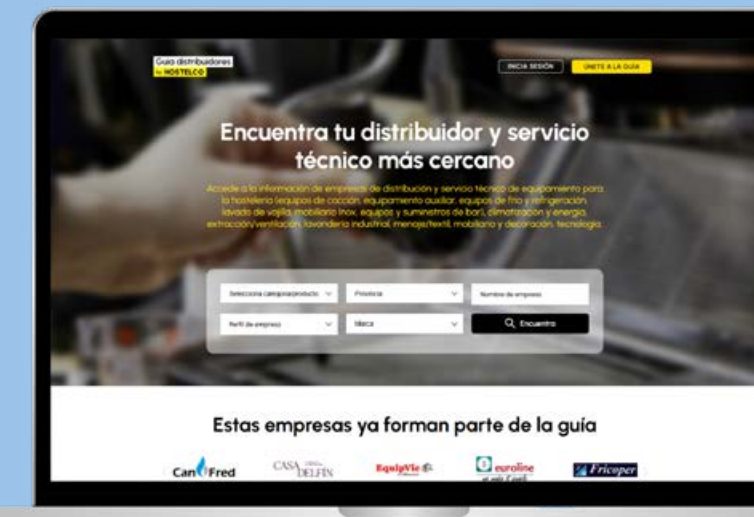 Guía distribuidores
by HOSTELCO
INICIA SESIÓN
ÚNETE A LA GUÍA
Encuentra tu distribuidor y servicio
técnico más cercano
Accede a la información de empresas de distribución y servicio técnico de equipamiento para
la hostelería (equipos de cocción, equipamiento auxiliar, equipos de frío y refrigeración,
lavado de vajilla, mobiliario inox, equipos y suministros de bar), climatización y energía,
extracción/ventilación, lavandería industrial, menaje/textil, mobiliario y decoración, tecnología.
Selecciona categoría/producto
Provincia
Nombre de empresa
Perfil de empresa
Marca
Encuentra
Estas empresas ya forman parte de la guía
Can Fred
CASA DELFÍN
EquipVic
euroline
Fricoper